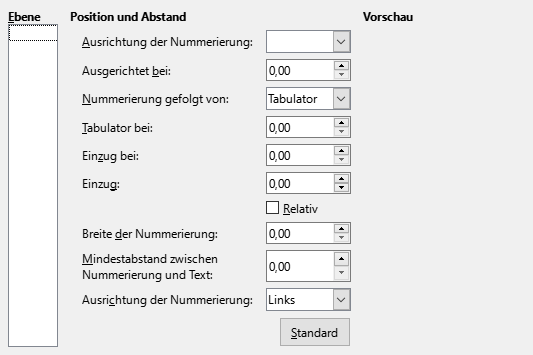 Ebene Position und Abstand Vorschau
Ausrichtung der Nummerierung:
Ausgerichtet bei: 0,00
Nummerierung gefolgt von: Tabulator
Tabulator bei: 0,00
Einzug bei: 0,00
Einzug: 0,00
Relativ
Breite der Nummerierung: 0,00
Mindestabstand zwischen
Nummerierung und Text: 0,00
Ausrichtung der Nummerierung: Links
Standard